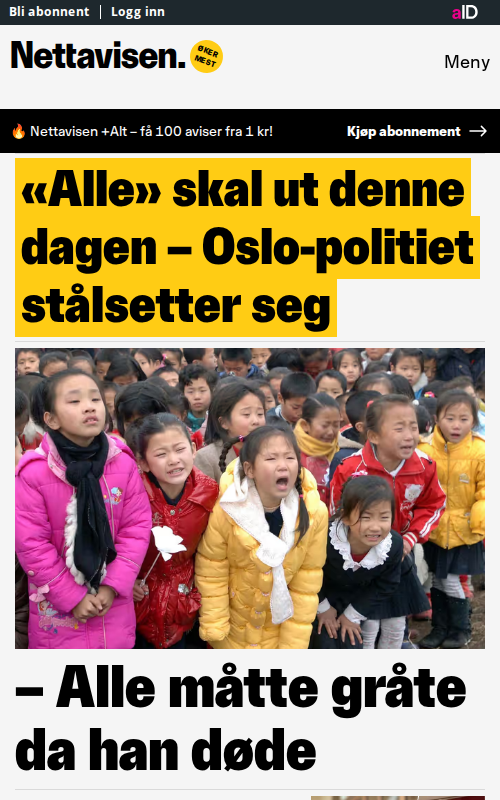 Bli abonnent | Logg inn
aID
Nettavisen.
ØKER
MEST
Meny
🔥 Nettavisen +Alt – få 100 aviser fra 1 kr!
Kjøp abonnement →
«Alle» skal ut denne
dagen – Oslo-politiet
stålsetter seg
– Alle måtte gråte
da han døde